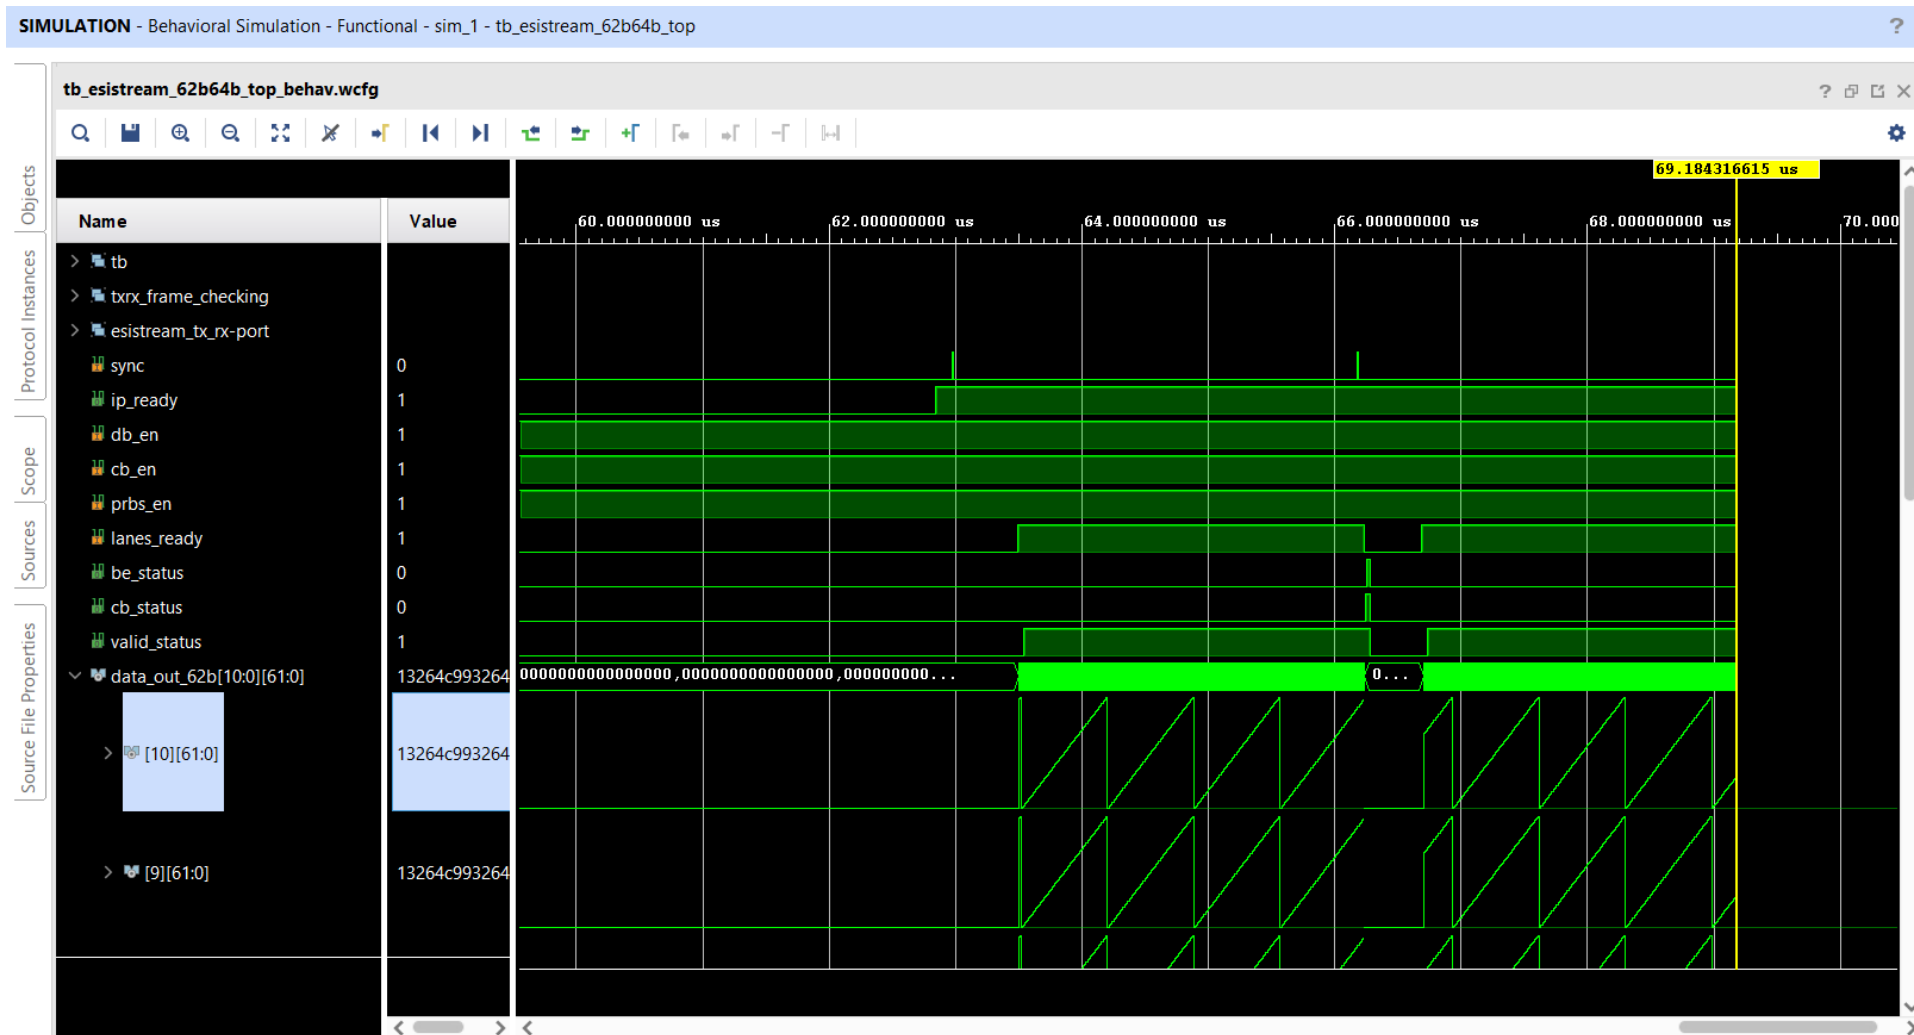 SIMULATION - Behavioral Simulation - Functional - sim_1 - tb_esistream_62b64b_top
?
tb_esistream_62b64b_top_behav.wcfg
?
Objects
Protocol Instances
Scope
Sources
Source File Properties
69.184316615 us
Name Value
60.000000000 us 62.000000000 us 64.000000000 us 66.000000000 us 68.000000000 us 70.000
tb
txrx_frame_checking
esistream_tx_rx-port
sync 0
ip_ready 1
db_en 1
cb_en 1
prbs_en 1
lanes_ready 1
be_status 0
cb_status 0
valid_status 1
data_out_62b[10:0][61:0] 13264c993264 0000000000000000,0000000000000000,000000000... 0...
[10][61:0] 13264c993264
[9][61:0] 13264c993264